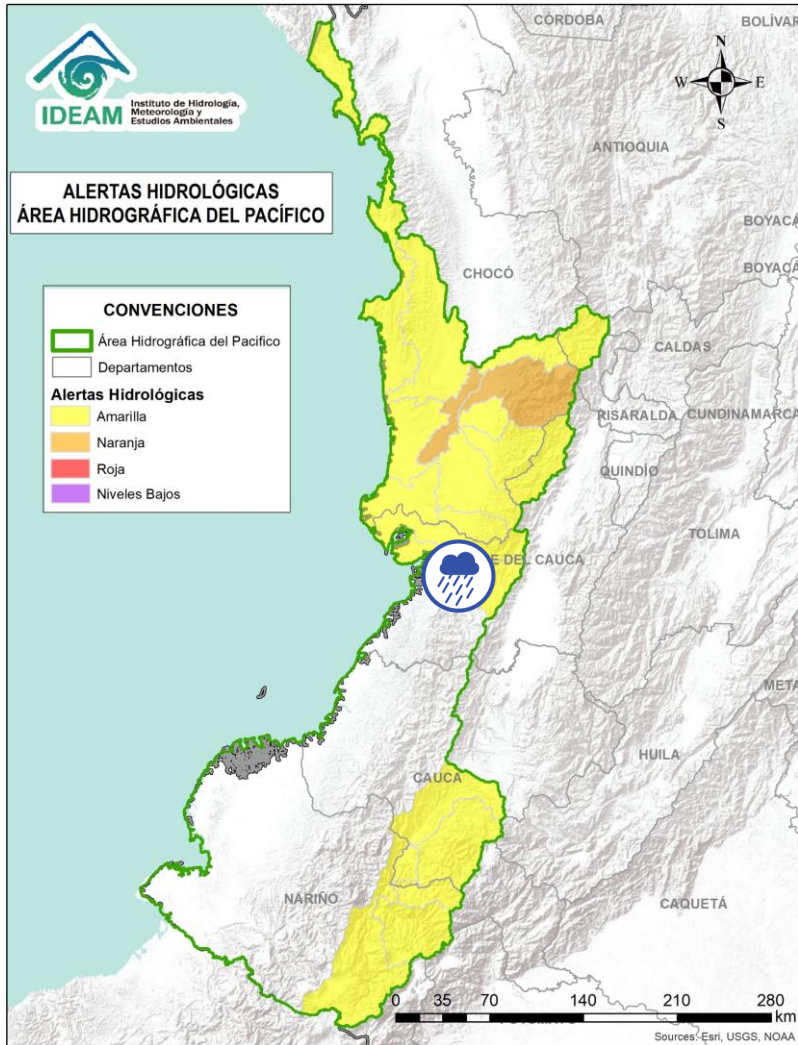 CÓRDOBA
BOLÍVAR
IDEAM
Instituto de Hidrología,
Meteorología y
Estudios Ambientales
N
W
E
S
ANTIOQUIA
ALERTAS HIDROLÓGICAS
ÁREA HIDROGRÁFICA DEL PACÍFICO
BOYACÁ
BOYACÁ
CHOCÓ
CONVENCIONES
Área Hidrográfica del Pacifico
Departamentos
Alertas Hidrológicas
Amarilla
Naranja
Roja
Niveles Bajos
CALDAS
RISARALDA
CUNDINAMARCA
QUINDÍO
TOLIMA
DEL CAUCA
META
HUILA
CAUCA
NARIÑO
CAQUETÁ
0 35 70 140 210 280
km
Sources: Esri, USGS, NOAA